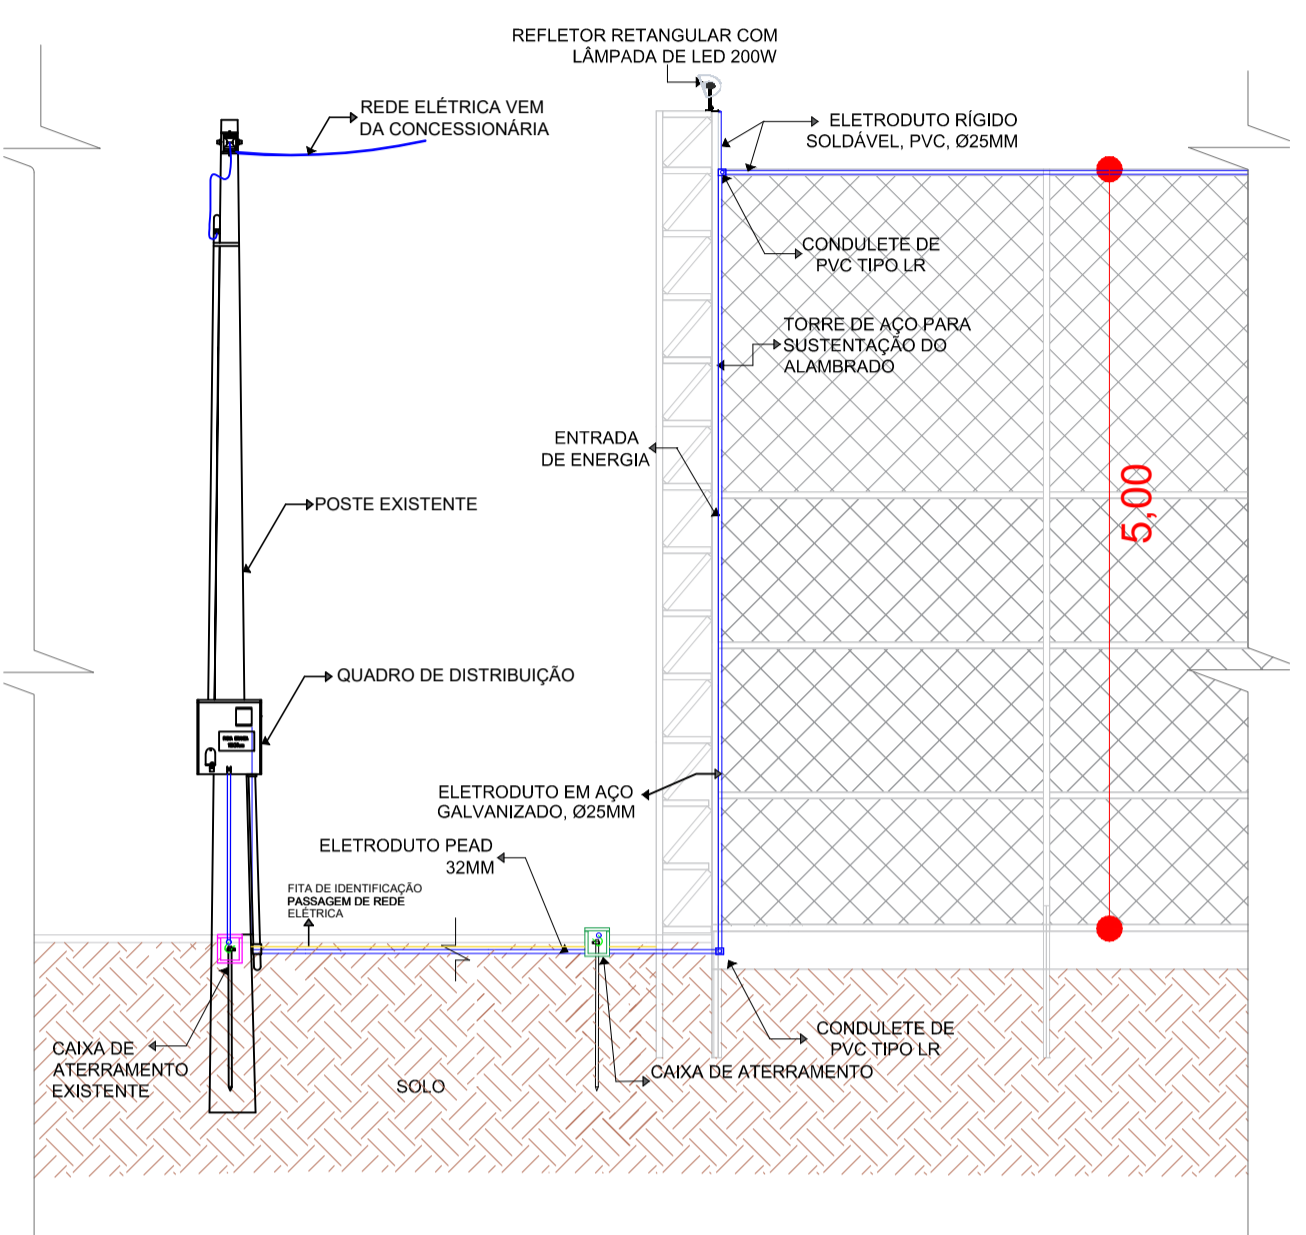 REFLETOR RETANGULAR COM
LÂMPADA DE LED 200W
REDE ELÉTRICA VEM
DA CONCESSIONÁRIA
ELETRODUTO RÍGIDO
SOLDÁVEL, PVC, Ø25MM
CONDULETE DE
PVC TIPO LR
TORRE DE AÇO PARA
SUSTENTAÇÃO DO
ALAMBRADO
ENTRADA
DE ENERGIA
5,00
POSTE EXISTENTE
QUADRO DE DISTRIBUIÇÃO
ELETRODUTO EM AÇO
GALVANIZADO, Ø25MM
ELETRODUTO PEAD
32MM
FITA DE IDENTIFICAÇÃO
PASSAGEM DE REDE
ELÉTRICA
CAIXA DE
ATERRAMENTO
EXISTENTE
SOLO
CONDULETE DE
PVC TIPO LR
CAIXA DE ATERRAMENTO